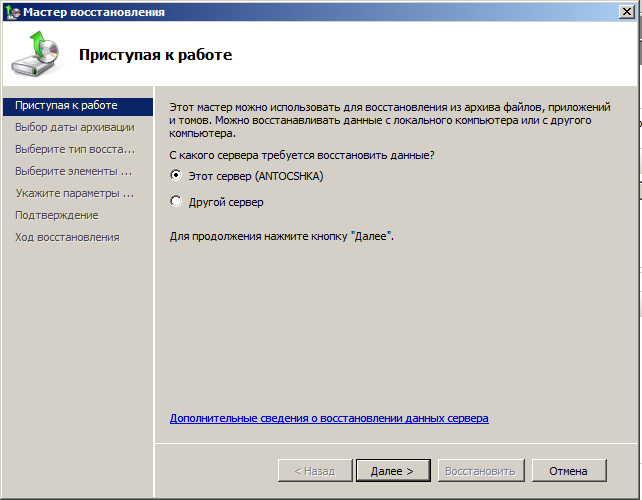 Мастер восстановления
Приступая к работе
Приступая к работе
Выбор даты архивации
Выберите тип восста...
Выберите элементы ...
Укажите параметры ...
Подтверждение
Ход восстановления
Этот мастер можно использовать для восстановления из архива файлов, приложений
и томов. Можно восстанавливать данные с локального компьютера или с другого
компьютера.
С какого сервера требуется восстановить данные?
Этот сервер (ANTOCSHKA)
Другой сервер
Для продолжения нажмите кнопку "Далее".
Дополнительные сведения о восстановлении данных сервера
< Назад
Далее >
Восстановить
Отмена